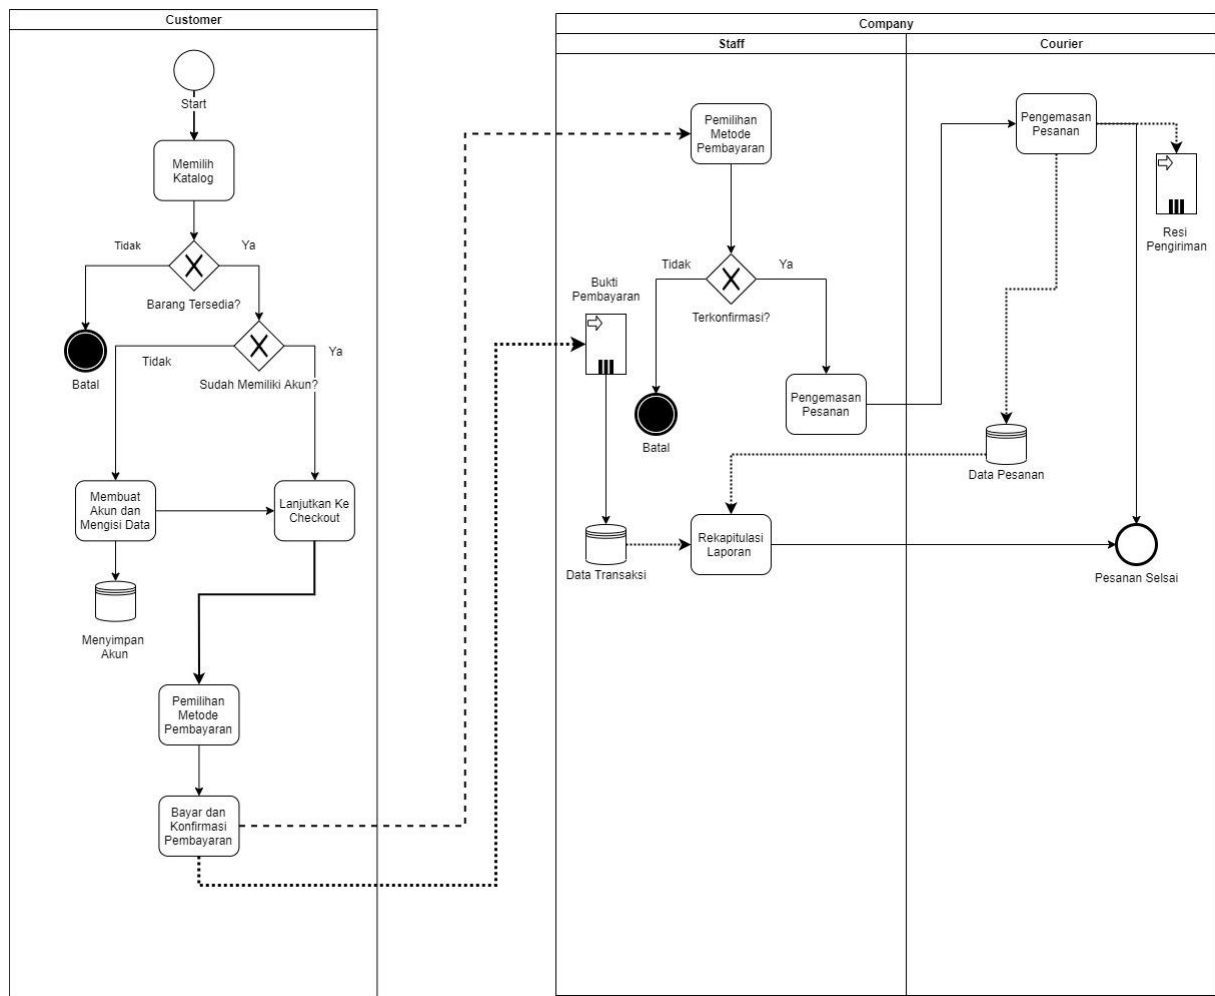 Customer
Start
Memilih
Katalog
Tidak
Ya
Barang Tersedia?
Batal
Tidak
Ya
Sudah Memiliki Akun?
Membuat
Akun dan
Mengisi Data
Lanjutkan Ke
Checkout
Menyimpan
Akun
Pemilihan
Metode
Pembayaran
Bayar dan
Konfirmasi
Pembayaran
Company
Staff
Courier
Pemilihan
Metode
Pembayaran
Tidak
Ya
Terkonfirmasi?
Bukti
Pembayaran
Batal
Pengemasan
Pesanan
Data Transaksi
Rekapitulasi
Laporan
Pengemasan
Pesanan
Resi
Pengiriman
Data Pesanan
Pesanan Selsai